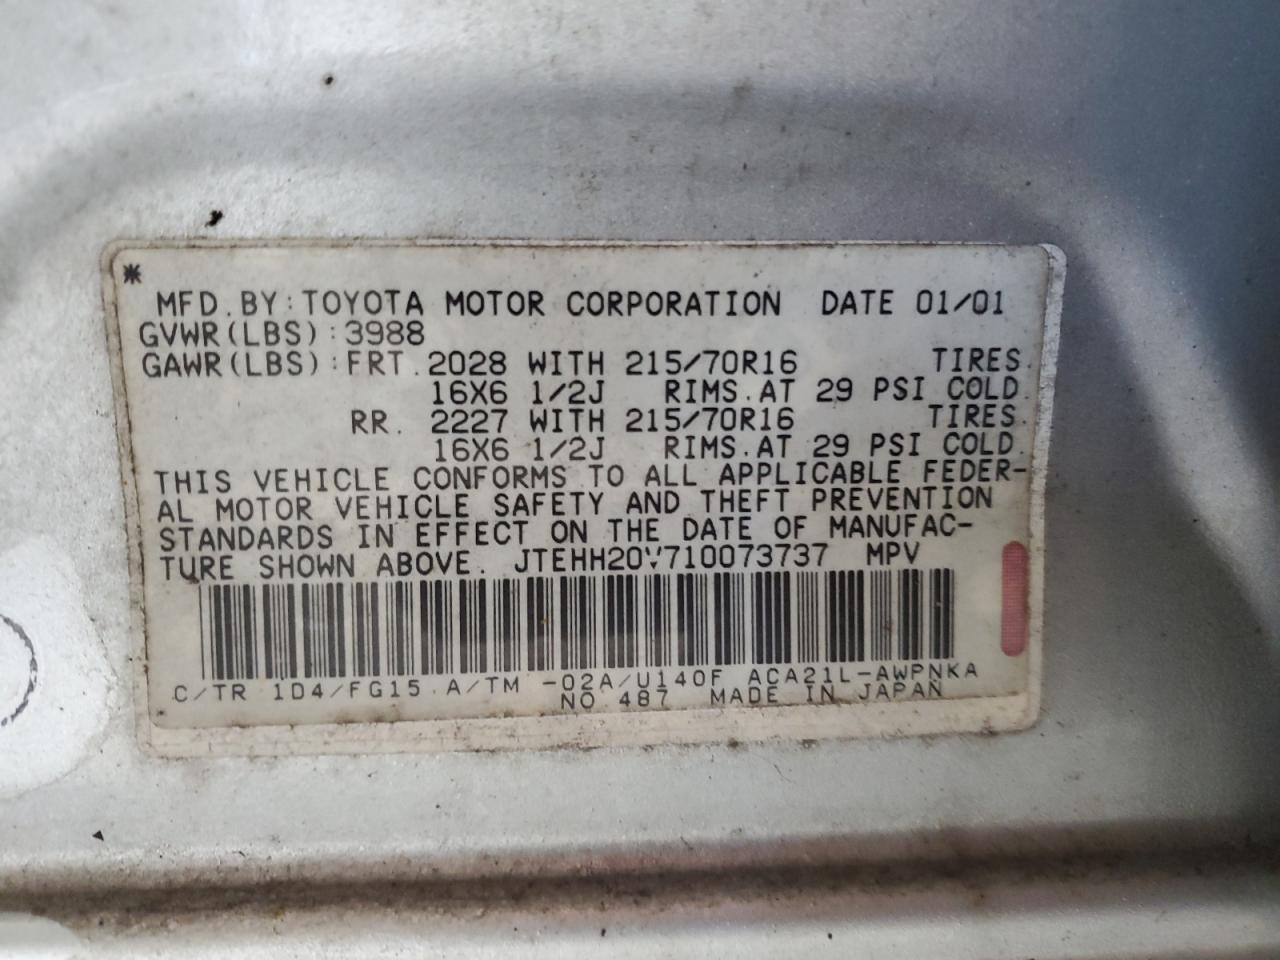 *
MFD. BY: TOYOTA MOTOR CORPORATION DATE 01/01
GVWR(LBS): 3988
GAWR(LBS): FRT. 2028 WITH 215/70R16 TIRES.
16X6 1/2J RIMS. AT 29 PSI COLD.
RR. 2227 WITH 215/70R16 TIRES.
16X6 1/2J RIMS. AT 29 PSI COLD.
THIS VEHICLE CONFORMS TO ALL APPLICABLE FEDER-
AL MOTOR VEHICLE SAFETY AND THEFT PREVENTION
STANDARDS IN EFFECT ON THE DATE OF MANUFAC-
TURE SHOWN ABOVE. JTEHH20V710073737 MPV
C/TR 1D4/FG15 . A/TM -02A/U140F ACA21L-AWPNKA
NO 487 MADE IN JAPAN